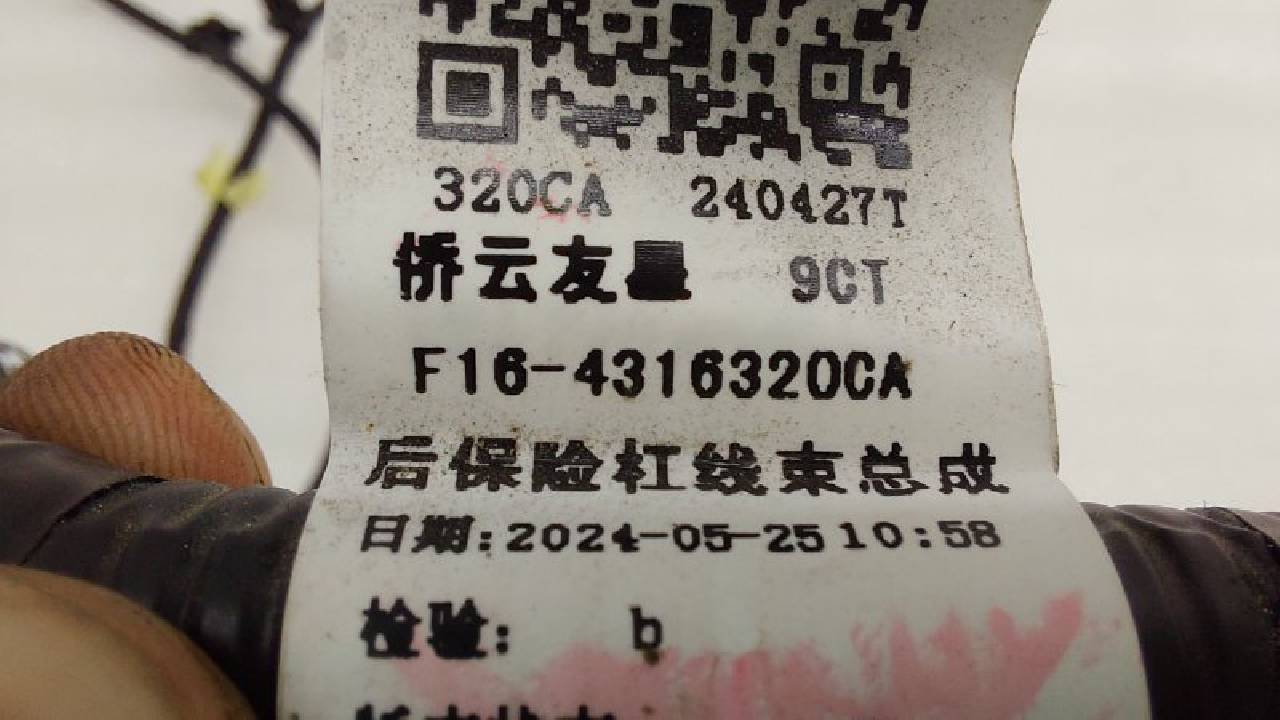 320CA 240427T
桥云友星 9CT
F16-4316320CA
后保险杠线束总成
日期:2024-05-25 10:58
检验: b